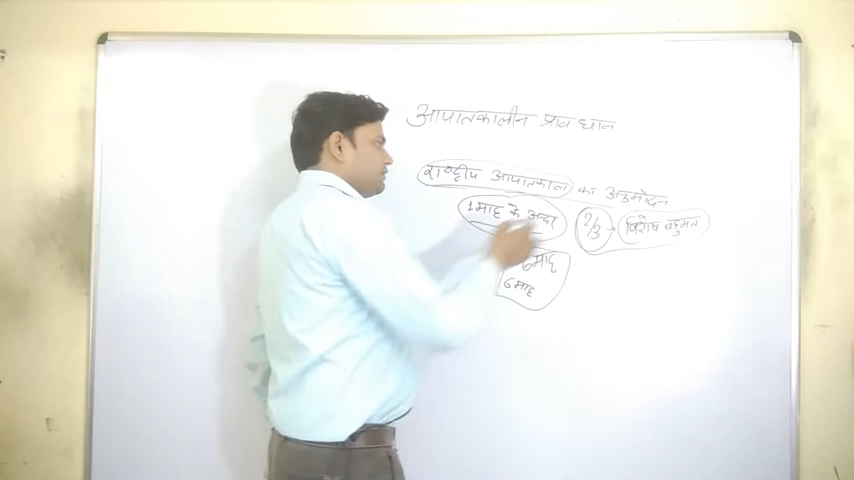 आपातकालीन प्रावधान
राष्ट्रीय आपातकाल का अनुमोदन
1 माह के अन्दर 2/3 विशेष बहुमत
6 माह
6 माह